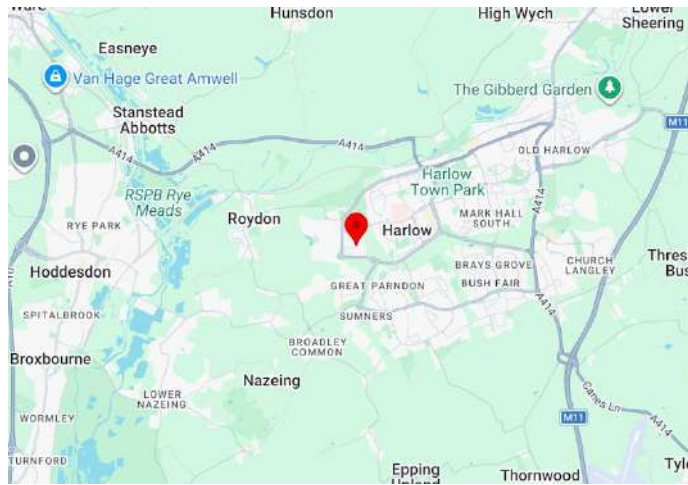 Hunsdon
High Wych
Sheering
Easneye
Van Hage Great Amwell
The Gibberd Garden
Stanstead
Abbotts
M11
A414
A414
A414
OLD HARLOW
Harlow
Town Park
A414
RSPB Rye
Meads
RYE PARK
Roydon
Harlow
MARK HALL
SOUTH
Hoddesdon
BRAYS GROVE
CHURCH
LANGLEY
BUSH FAIR
GREAT PARNDON
SPITALBROOK
SUMNERS
A414
BROADLEY
COMMON
Broxbourne
Nazeing
LOWER
NAZEING
Canes Ln
WORMLEY
M11
A414
TURNFORD
Epping
Thornwood